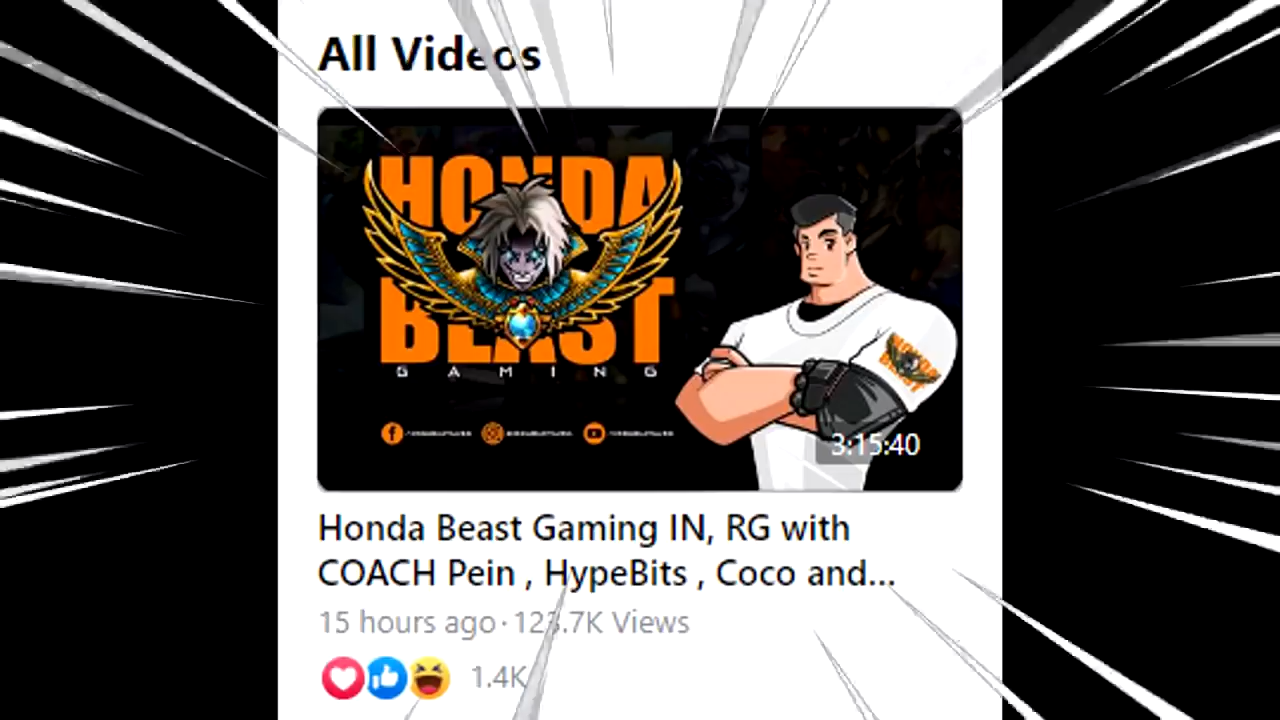 All Videos
HONDA
BEAST
GAMING
3:15:40
Honda Beast Gaming IN, RG with
COACH Pein , HypeBits , Coco and...
15 hours ago · 123.7K Views
1.4K